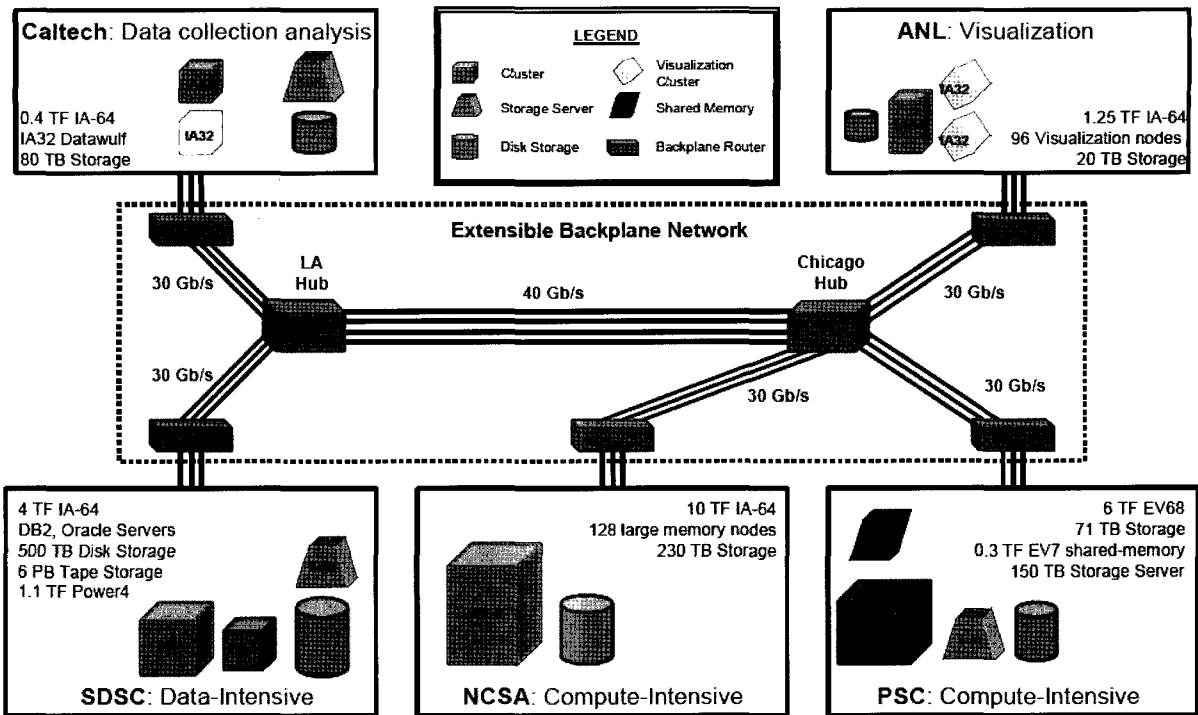 Caltech: Data collection analysis
0.4 TF IA-64
IA32 Datawulf
80 TB Storage
IA32
LEGEND
Cluster
Visualization
Cluster
Storage Server
Shared Memory
Disk Storage
Backplane Router
ANL: Visualization
IA32
IA32
1.25 TF IA-64
96 Visualization nodes
20 TB Storage
Extensible Backplane Network
30 Gb/s
LA
Hub
40 Gb/s
Chicago
Hub
30 Gb/s
30 Gb/s
30 Gb/s
30 Gb/s
4 TF IA-64
DB2, Oracle Servers
500 TB Disk Storage
6 PB Tape Storage
1.1 TF Power4
SDSC: Data-Intensive
10 TF IA-64
128 large memory nodes
230 TB Storage
NCSA: Compute-Intensive
6 TF EV68
71 TB Storage
0.3 TF EV7 shared-memory
150 TB Storage Server
PSC: Compute-Intensive